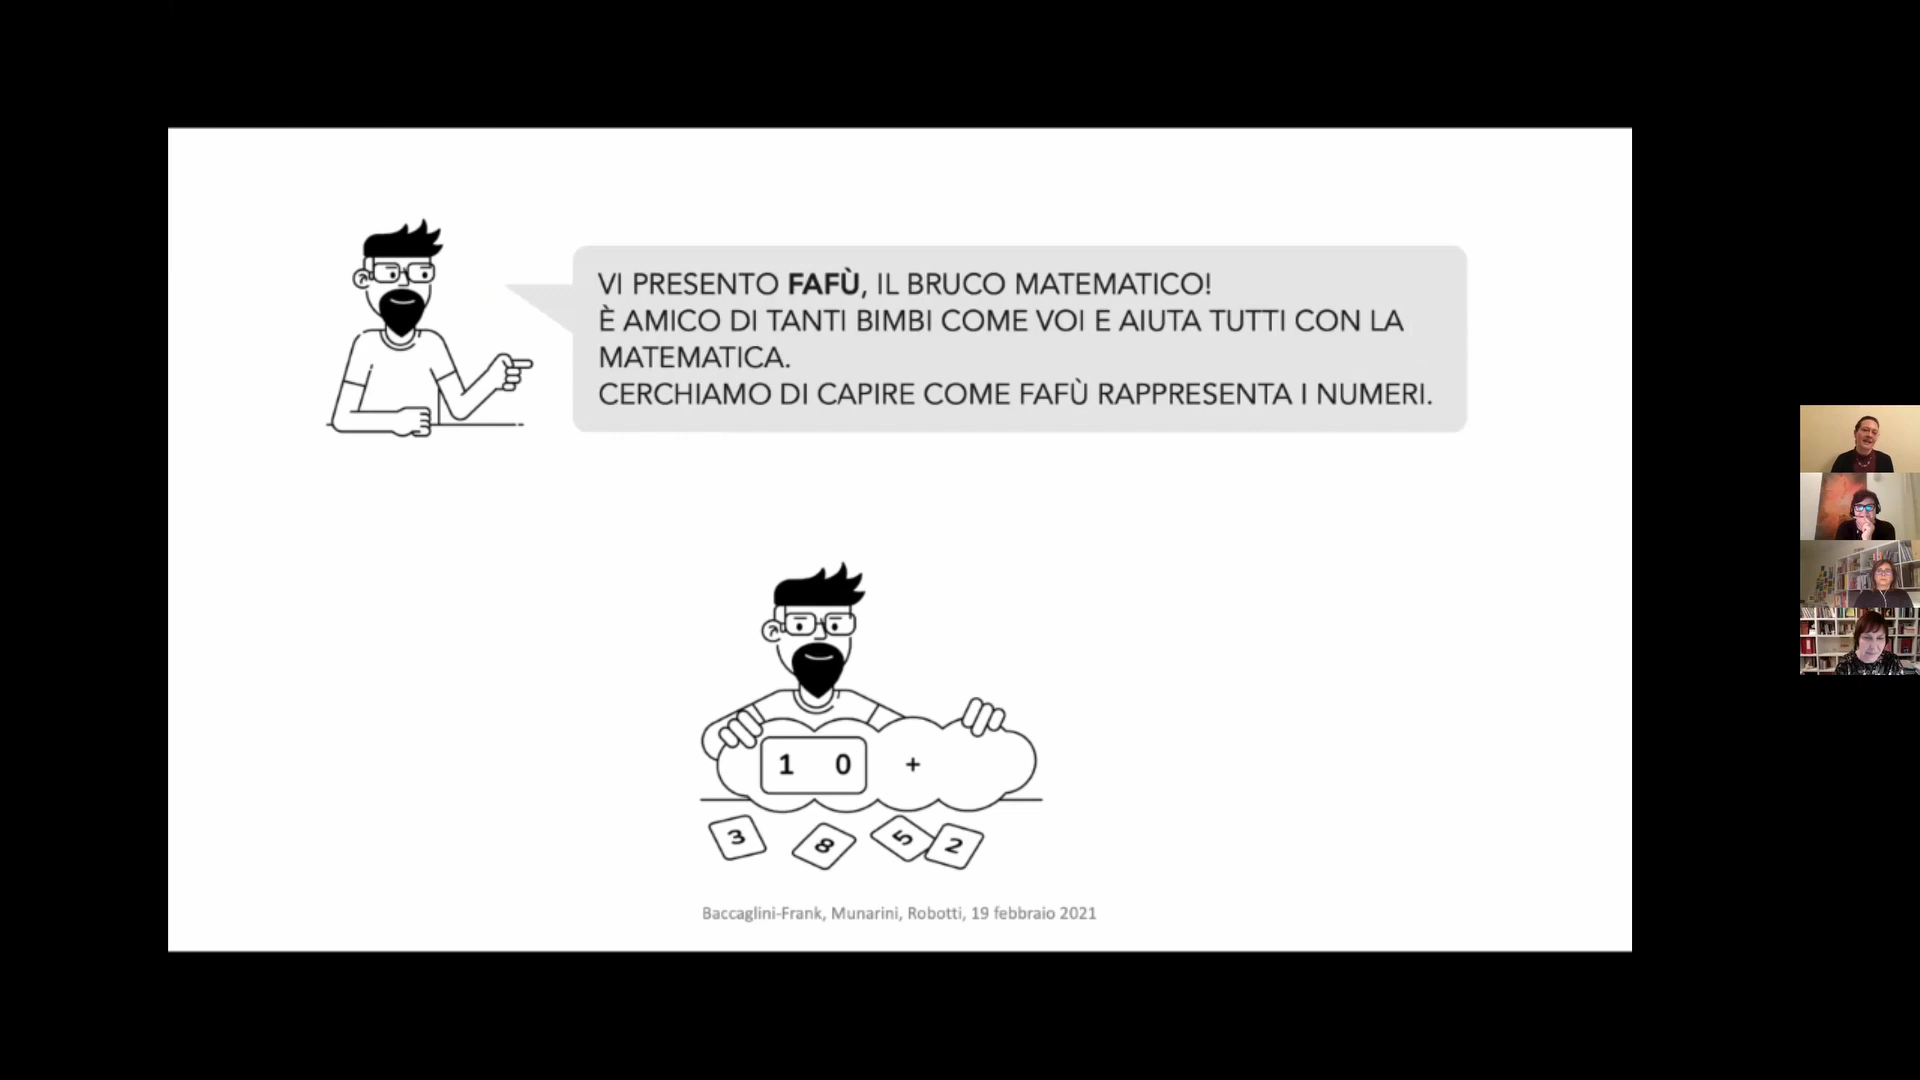 VI PRESENTO FAFÙ, IL BRUCO MATEMATICO!
È AMICO DI TANTI BIMBI COME VOI E AIUTA TUTTI CON LA
MATEMATICA.
CERCHIAMO DI CAPIRE COME FAFÙ RAPPRESENTA I NUMERI.
1 0 +
3 8 5 2
Baccaglini-Frank, Munarini, Robotti, 19 febbraio 2021